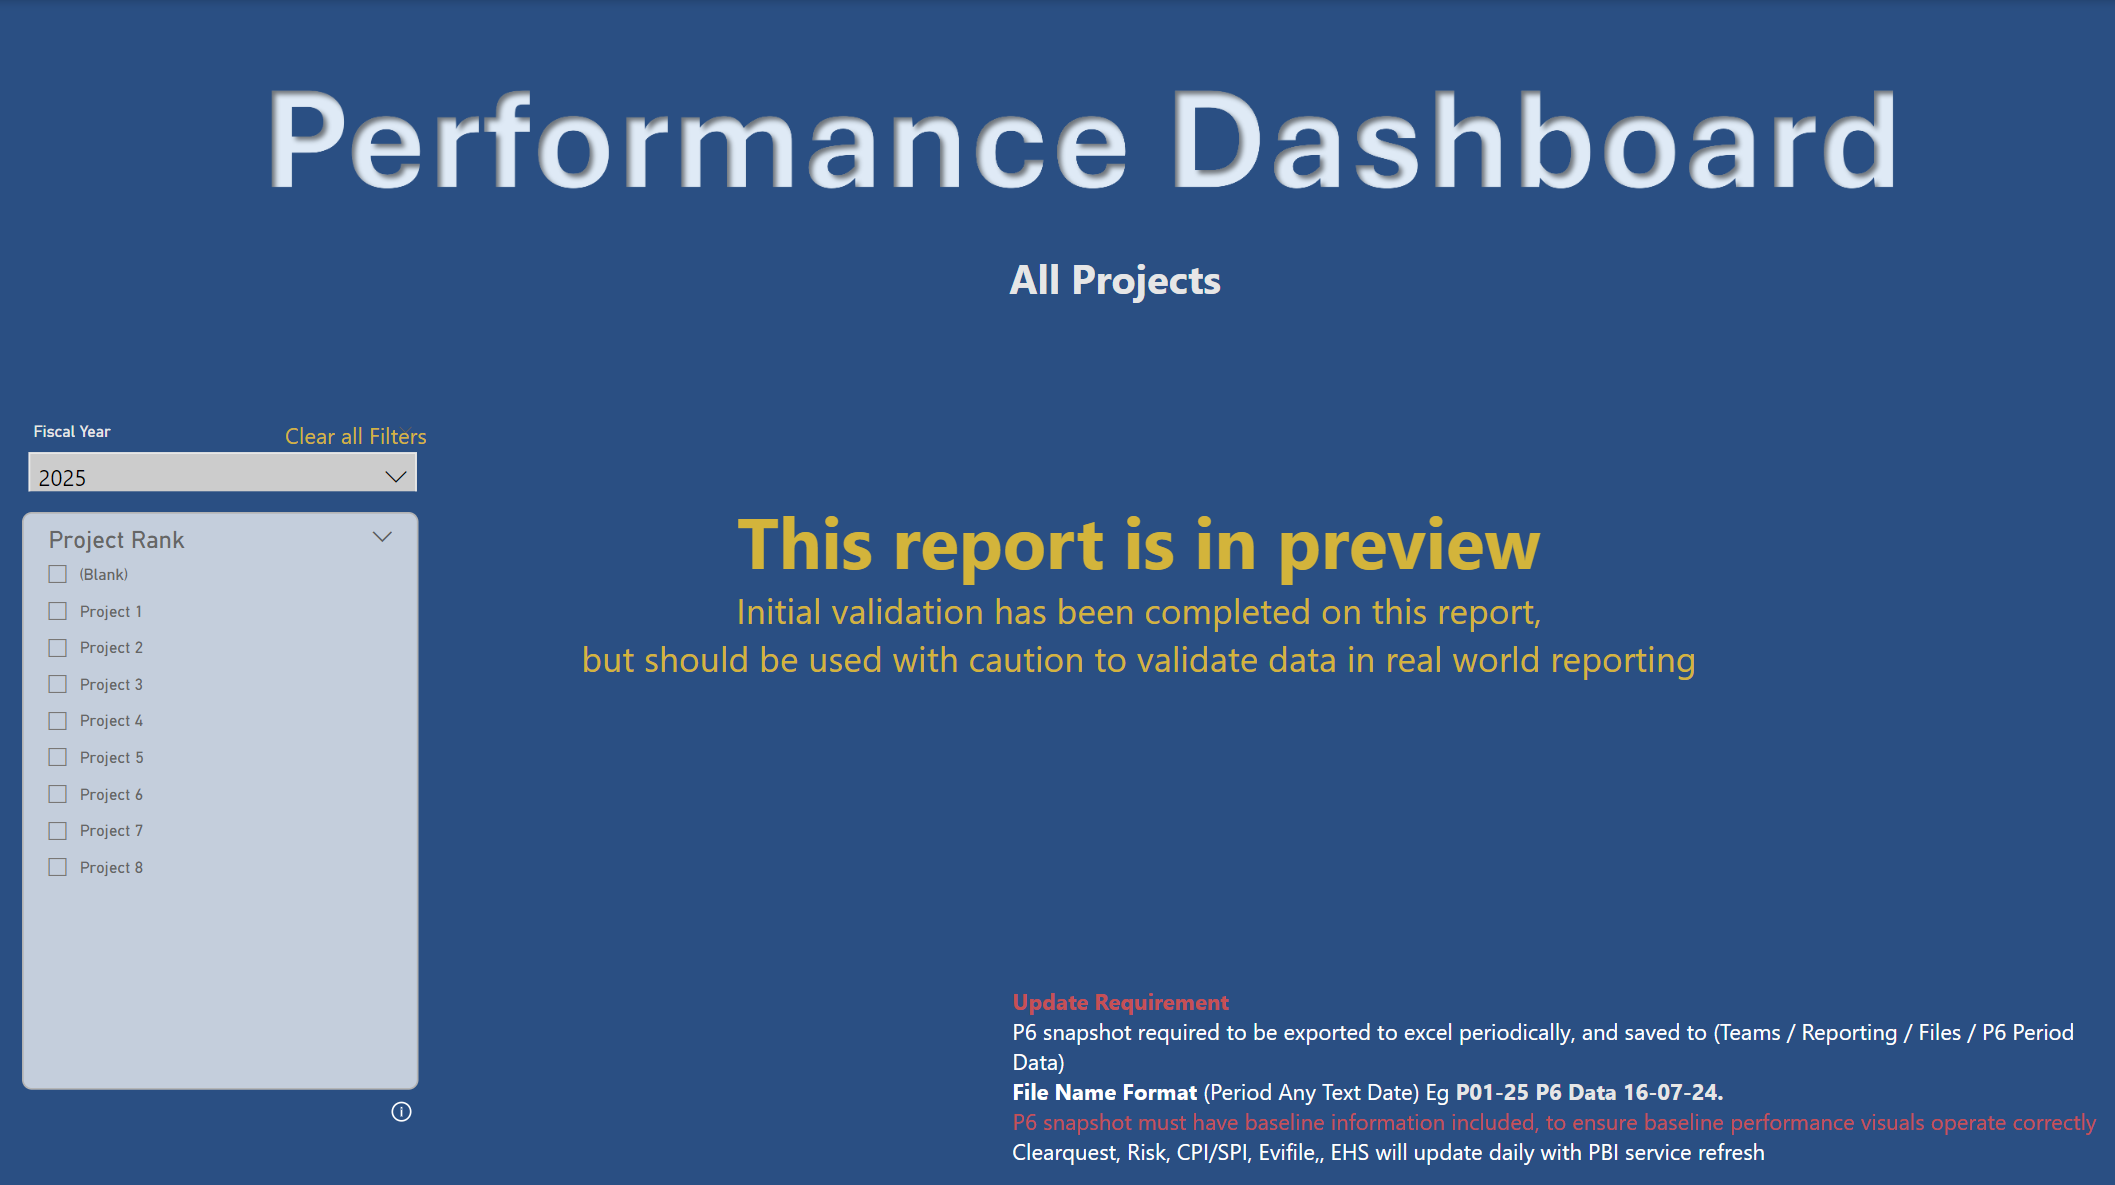 Performance Dashboard
All Projects
Fiscal Year
Clear all Filters
2025
Project Rank
(Blank)
Project 1
Project 2
Project 3
Project 4
Project 5
Project 6
Project 7
Project 8
This report is in preview
Initial validation has been completed on this report,
but should be used with caution to validate data in real world reporting
Update Requirement
P6 snapshot required to be exported to excel periodically, and saved to (Teams / Reporting / Files / P6 Period
Data)
File Name Format (Period Any Text Date) Eg P01-25 P6 Data 16-07-24.
P6 snapshot must have baseline information included, to ensure baseline performance visuals operate correctly
Clearquest, Risk, CPI/SPI, Evifile,, EHS will update daily with PBI service refresh